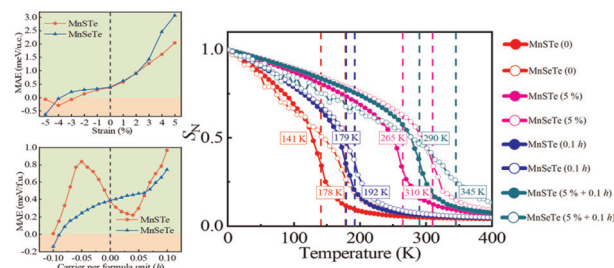 MAE (meV/u.c.)
3.0
2.5
2.0
1.5
1.0
0.5
0.0
-0.5
MnSTe
MnSeTe
-5 -4 -3 -2 -1 0 1 2 3 4 5
Strain (%)
MAE (meV/f.u.)
1.0
0.8
0.6
0.4
0.2
0.0
MnSTe
MnSeTe
-0.10 -0.05 0.00 0.05 0.10
Carrier per formula unit (h)
S_N
1.0
0.5
0.0
141 K
178 K
179 K
192 K
265 K
310 K
290 K
345 K
0 100 200 300 400
Temperature (K)
MnSTe (0)
MnSeTe (0)
MnSTe (5 %)
MnSeTe (5 %)
MnSTe (0.1 h)
MnSeTe (0.1 h)
MnSTe (5 % + 0.1 h)
MnSeTe (5 % + 0.1 h)